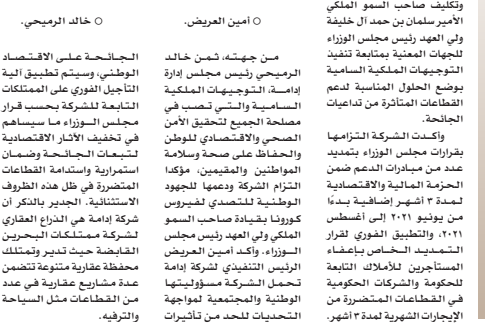 وتكليف صاحب السمو الملكي
الأمير سلمان بن حمد آل خليفة
ولي العهد رئيس مجلس الوزراء
للجهات المعنية بمتابعة تنفيذ
التوجيهات الملكية السامية
بوضع الحلول المناسبة لدعم
القطاعات المتأثرة من تداعيات
الجائحة.
وأكدت الشركة التزامها
بقرارات مجلس الوزراء بتمديد
عدد من مبادرات الدعم ضمن
الحزمة المالية والاقتصادية
لمدة ٣ أشهر إضافية بدءًا
من يونيو ٢٠٢١ إلى أغسطس
٢٠٢١، والتطبيق الفوري لقرار
التمديد الخاص بإعفاء
المستأجرين للأملاك التابعة
للحكومة والشركات الحكومية
في القطاعات المتضررة من
الإيجارات الشهرية لمدة ٣ أشهر.
○ أمين العريض.
من جهته، ثمن خالد
الرميحي رئيس مجلس إدارة
إدامة، التوجيهات الملكية
السامية والتي تصب في
مصلحة الجميع لتحقيق الأمن
الصحي والاقتصادي للوطن
والحفاظ على صحة وسلامة
المواطنين والمقيمين، مؤكدا
التزام الشركة ودعمها للجهود
الوطنية للتصدي لفيروس
كورونا بقيادة صاحب السمو
الملكي ولي العهد رئيس مجلس
الوزراء. وأكد أمين العريض
الرئيس التنفيذي لشركة إدامة
تحمل الشركة مسؤوليتها
الوطنية والمجتمعية لمواجهة
التحديات للحد من تأثيرات
○ خالد الرميحي.
الجائحة على الاقتصاد
الوطني، وسيتم تطبيق آلية
التأجيل الفوري على الممتلكات
التابعة للشركة بحسب قرار
مجلس الوزراء ما سيساهم
في تخفيف الآثار الاقتصادية
لتبعات الجائحة وضمان
استمرارية واستدامة القطاعات
المتضررة في ظل هذه الظروف
الاستثنائية. الجدير بالذكر أن
شركة إدامة هي الذراع العقاري
لشركة ممتلكات البحرين
القابضة حيث تدير وتمتلك
محفظة عقارية متنوعة تتضمن
عدة مشاريع عقارية في عدد
من القطاعات مثل السياحة
والترفيه.